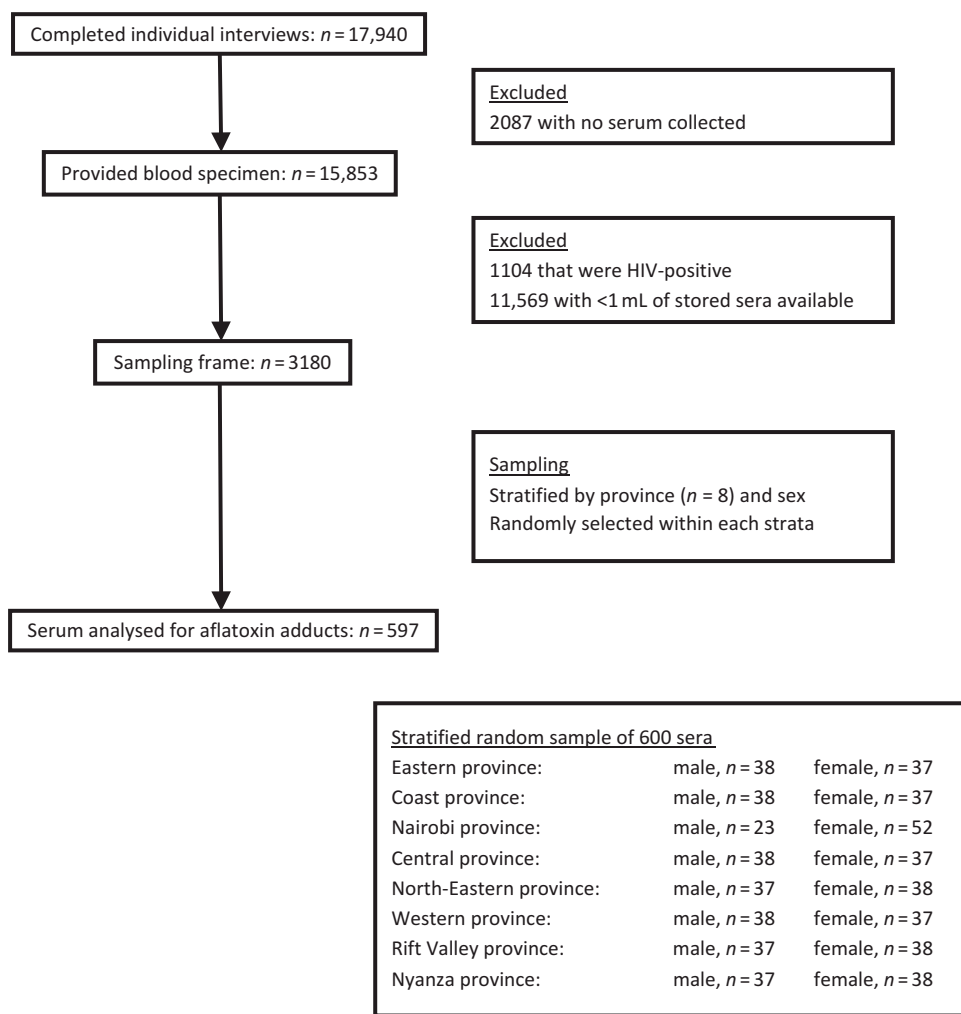 Completed individual interviews: n = 17,940
Excluded
2087 with no serum collected
Provided blood specimen: n = 15,853
Excluded
1104 that were HIV-positive
11,569 with <1 mL of stored sera available
Sampling frame: n = 3180
Sampling
Stratified by province (n = 8) and sex
Randomly selected within each strata
Serum analysed for aflatoxin adducts: n = 597
Stratified random sample of 600 sera
Eastern province: male, n = 38 female, n = 37
Coast province: male, n = 38 female, n = 37
Nairobi province: male, n = 23 female, n = 52
Central province: male, n = 38 female, n = 37
North-Eastern province: male, n = 37 female, n = 38
Western province: male, n = 38 female, n = 37
Rift Valley province: male, n = 37 female, n = 38
Nyanza province: male, n = 37 female, n = 38